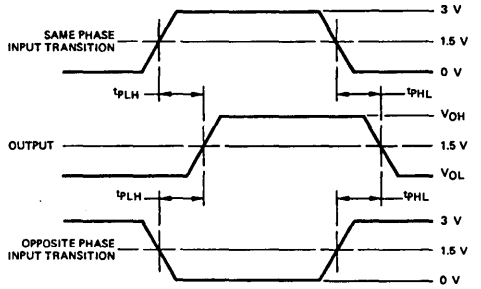 3 V
SAME PHASE
INPUT TRANSITION
1.5 V
0 V
tPLH
tPHL
VOH
OUTPUT
1.5 V
VOL
tPLH
tPHL
3 V
OPPOSITE PHASE
INPUT TRANSITION
1.5 V
0 V